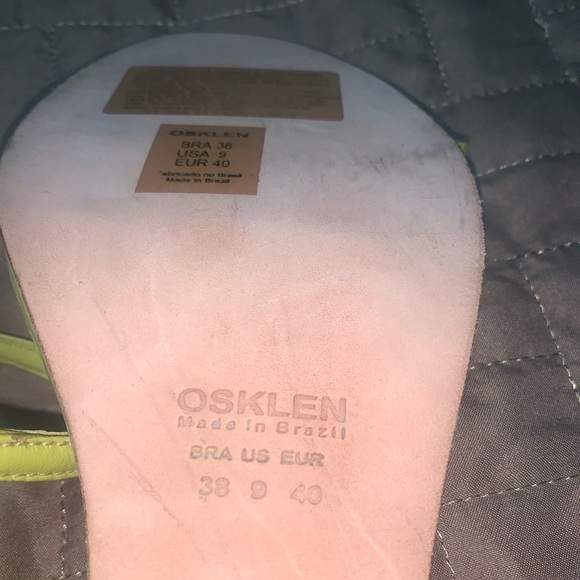 OSKLEN
BRA 38
USA 9
EUR 40
Fabricado no Brasil
Made in Brazil
OSKLEN
Made in Brazil
BRA US EUR
38 9 40